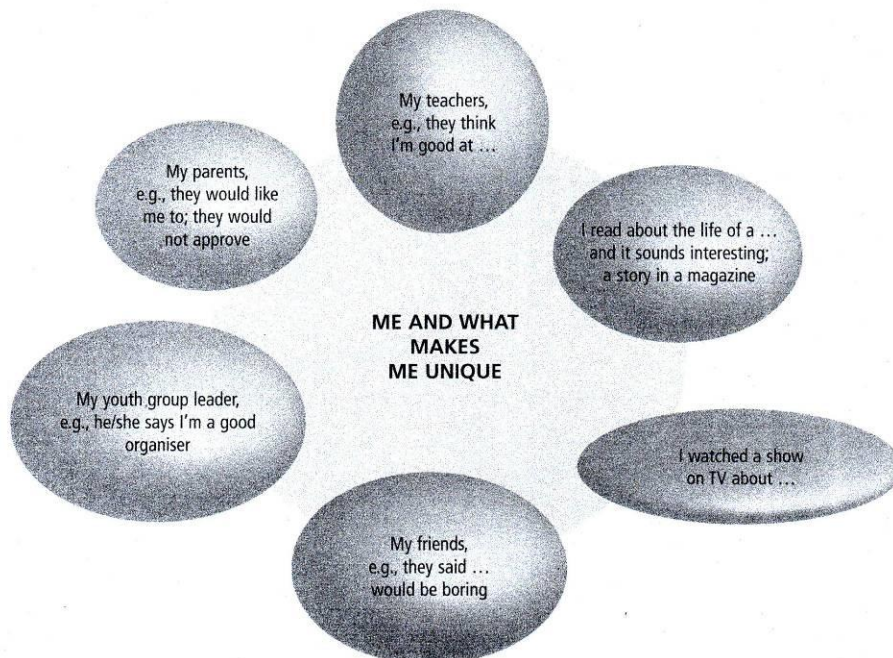 My teachers,
e.g., they think
I'm good at ...
My parents,
e.g., they would like
me to; they would
not approve
I read about the life of a ...
and it sounds interesting;
a story in a magazine
ME AND WHAT
MAKES
ME UNIQUE
My youth group leader,
e.g., he/she says I'm a good
organiser
I watched a show
on TV about ...
My friends,
e.g., they said ...
would be boring